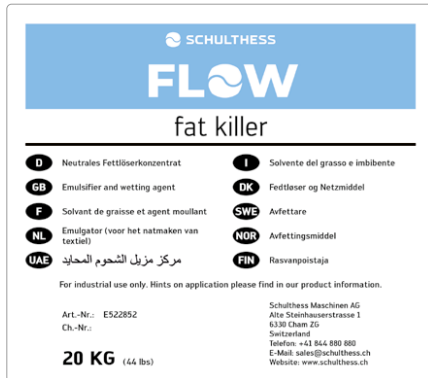 SCHULTHESS
FLOW
fat killer
D Neutrales Fettlöserkonzentrat
GB Emulsifier and wetting agent
F Solvant de graisse et agent moullant
NL Emulgator (voor het natmaken van
textiel)
UAE مركز مزيل الشحوم المحايد
I Solvente del grasso e imbibente
DK Fedtløser og Netzmiddel
SWE Avfettare
NOR Avfettingsmiddel
FIN Rasvanpoistaja
For industrial use only. Hints on application please find in our product information.
Art.-Nr.: E522852
Ch.-Nr.:
20 KG (44 lbs)
Schulthess Maschinen AG
Alte Steinhauserstrasse 1
6330 Cham ZG
Switzerland
Telefon: +41 844 880 880
E-Mail: sales@schulthess.ch
Website: www.schulthess.ch